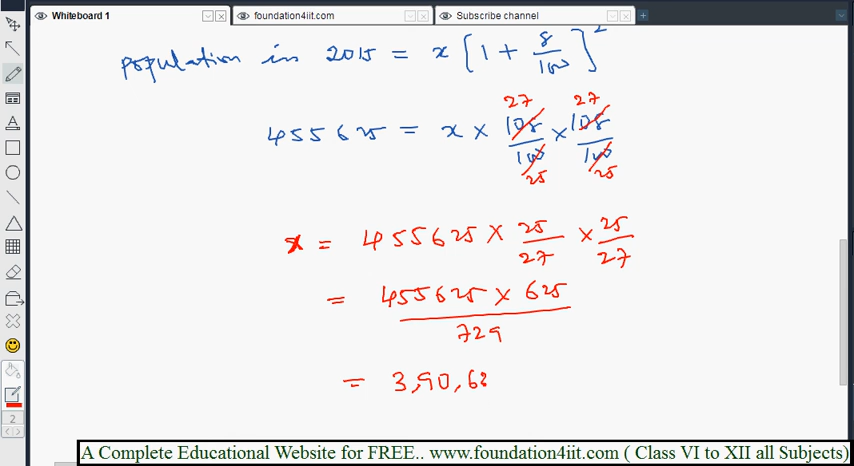 Whiteboard 1
foundation4iit.com
Subscribe channel
population in 2015 = x [1 + 8/100]²
27 27
455625 = x × 108/100 × 108/100
25 25
x = 455625 × 25/27 × 25/27
= 455625 × 625
729
= 3,90,62
2
A Complete Educational Website for FREE.. www.foundation4iit.com ( Class VI to XII all Subjects)